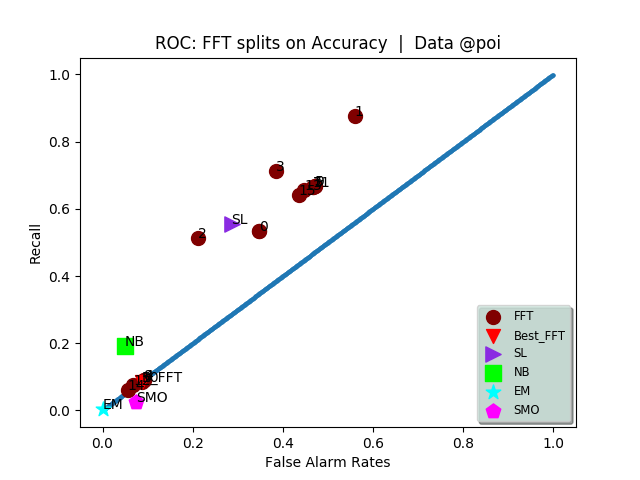 ROC: FFT splits on Accuracy | Data @poi
1.0
0.8
0.6
0.4
0.2
0.0
Recall
1
3
2
SL
0
NB
_FFT
EM
SMO
FFT
Best_FFT
SL
NB
EM
SMO
0.0 0.2 0.4 0.6 0.8 1.0
False Alarm Rates